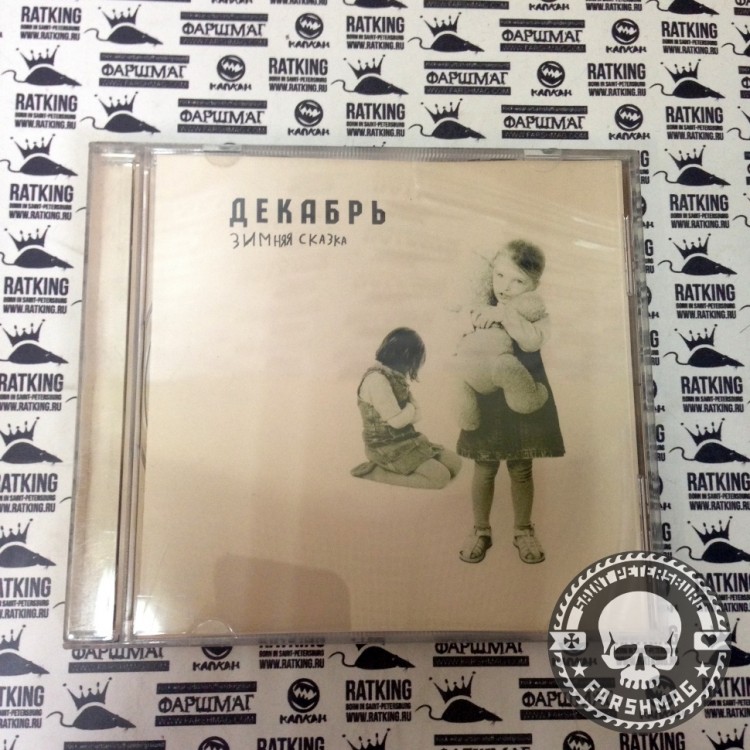 ДЕКАБРЬ
ЗИМНЯЯ СКАЗКА
RATKING
BORN IN SAINT-PETERSBURG
WWW.RATKING.RU
ФАРШМАГ
КАПКАН
SAINT PETERSBURG
FARSHMAG